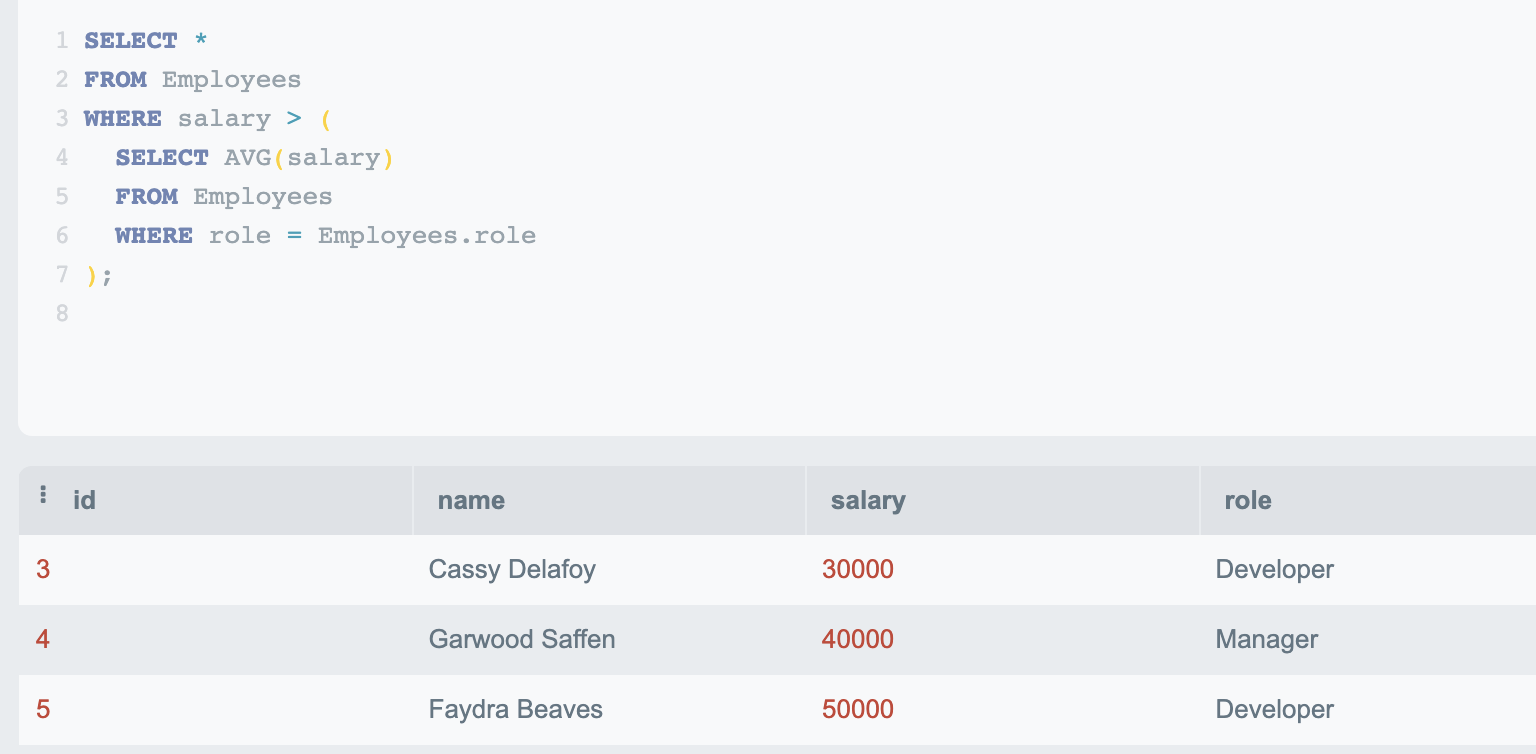 1 SELECT *
2 FROM Employees
3 WHERE salary > (
4   SELECT AVG(salary)
5   FROM Employees
6   WHERE role = Employees.role
7 );
8
id name salary role
3 Cassy Delafoy 30000 Developer
4 Garwood Saffen 40000 Manager
5 Faydra Beaves 50000 Developer